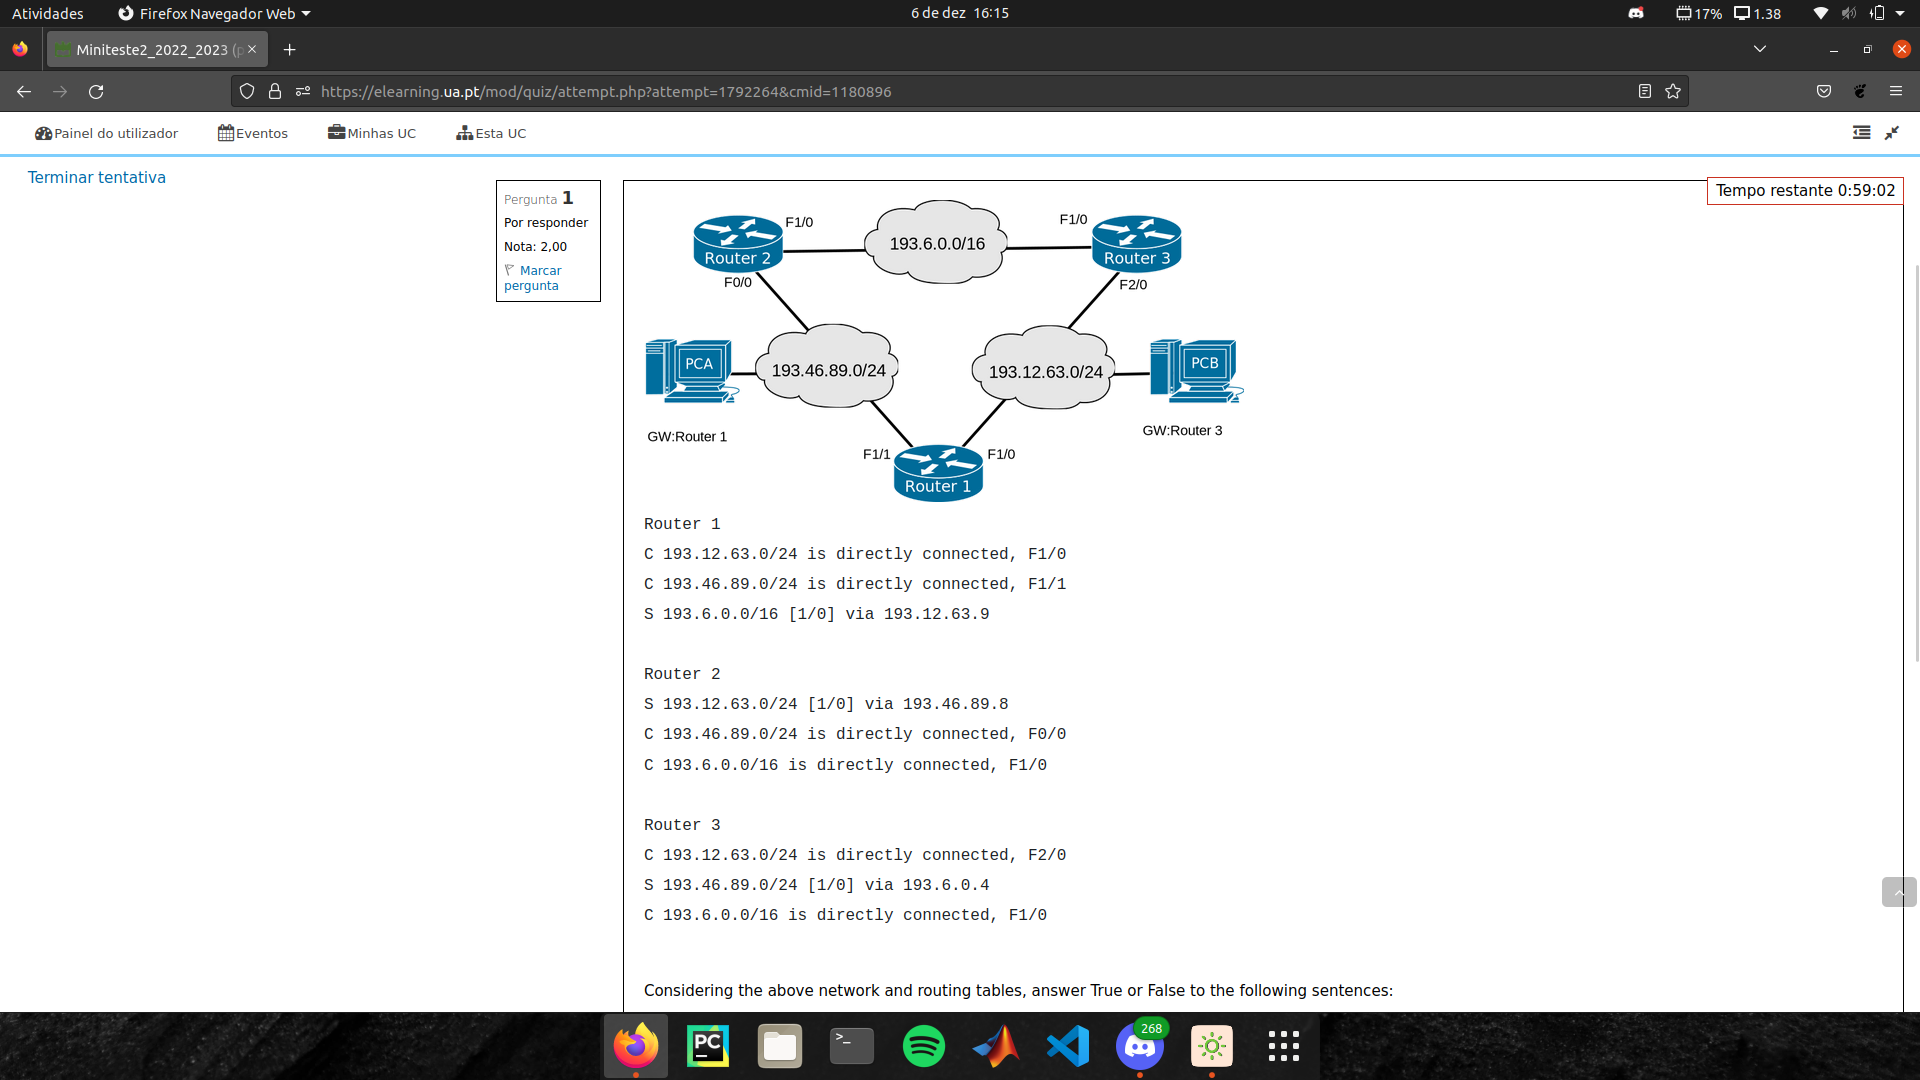 Atividades
Firefox Navegador Web
6 de dez 16:15
17%
1.38
Miniteste2_2022_2023 (p
https://elearning.ua.pt/mod/quiz/attempt.php?attempt=1792264&cmid=1180896
Painel do utilizador
Eventos
Minhas UC
Esta UC
Terminar tentativa
Pergunta 1
Por responder
Nota: 2,00
Marcar
pergunta
Tempo restante 0:59:02
F1/0
193.6.0.0/16
F1/0
Router 2
Router 3
F0/0
F2/0
PCA
193.46.89.0/24
193.12.63.0/24
PCB
GW:Router 1
GW:Router 3
F1/1
F1/0
Router 1
Router 1
C 193.12.63.0/24 is directly connected, F1/0
C 193.46.89.0/24 is directly connected, F1/1
S 193.6.0.0/16 [1/0] via 193.12.63.9
Router 2
S 193.12.63.0/24 [1/0] via 193.46.89.8
C 193.46.89.0/24 is directly connected, F0/0
C 193.6.0.0/16 is directly connected, F1/0
Router 3
C 193.12.63.0/24 is directly connected, F2/0
S 193.46.89.0/24 [1/0] via 193.6.0.4
C 193.6.0.0/16 is directly connected, F1/0
Considering the above network and routing tables, answer True or False to the following sentences:
PC
>_
268